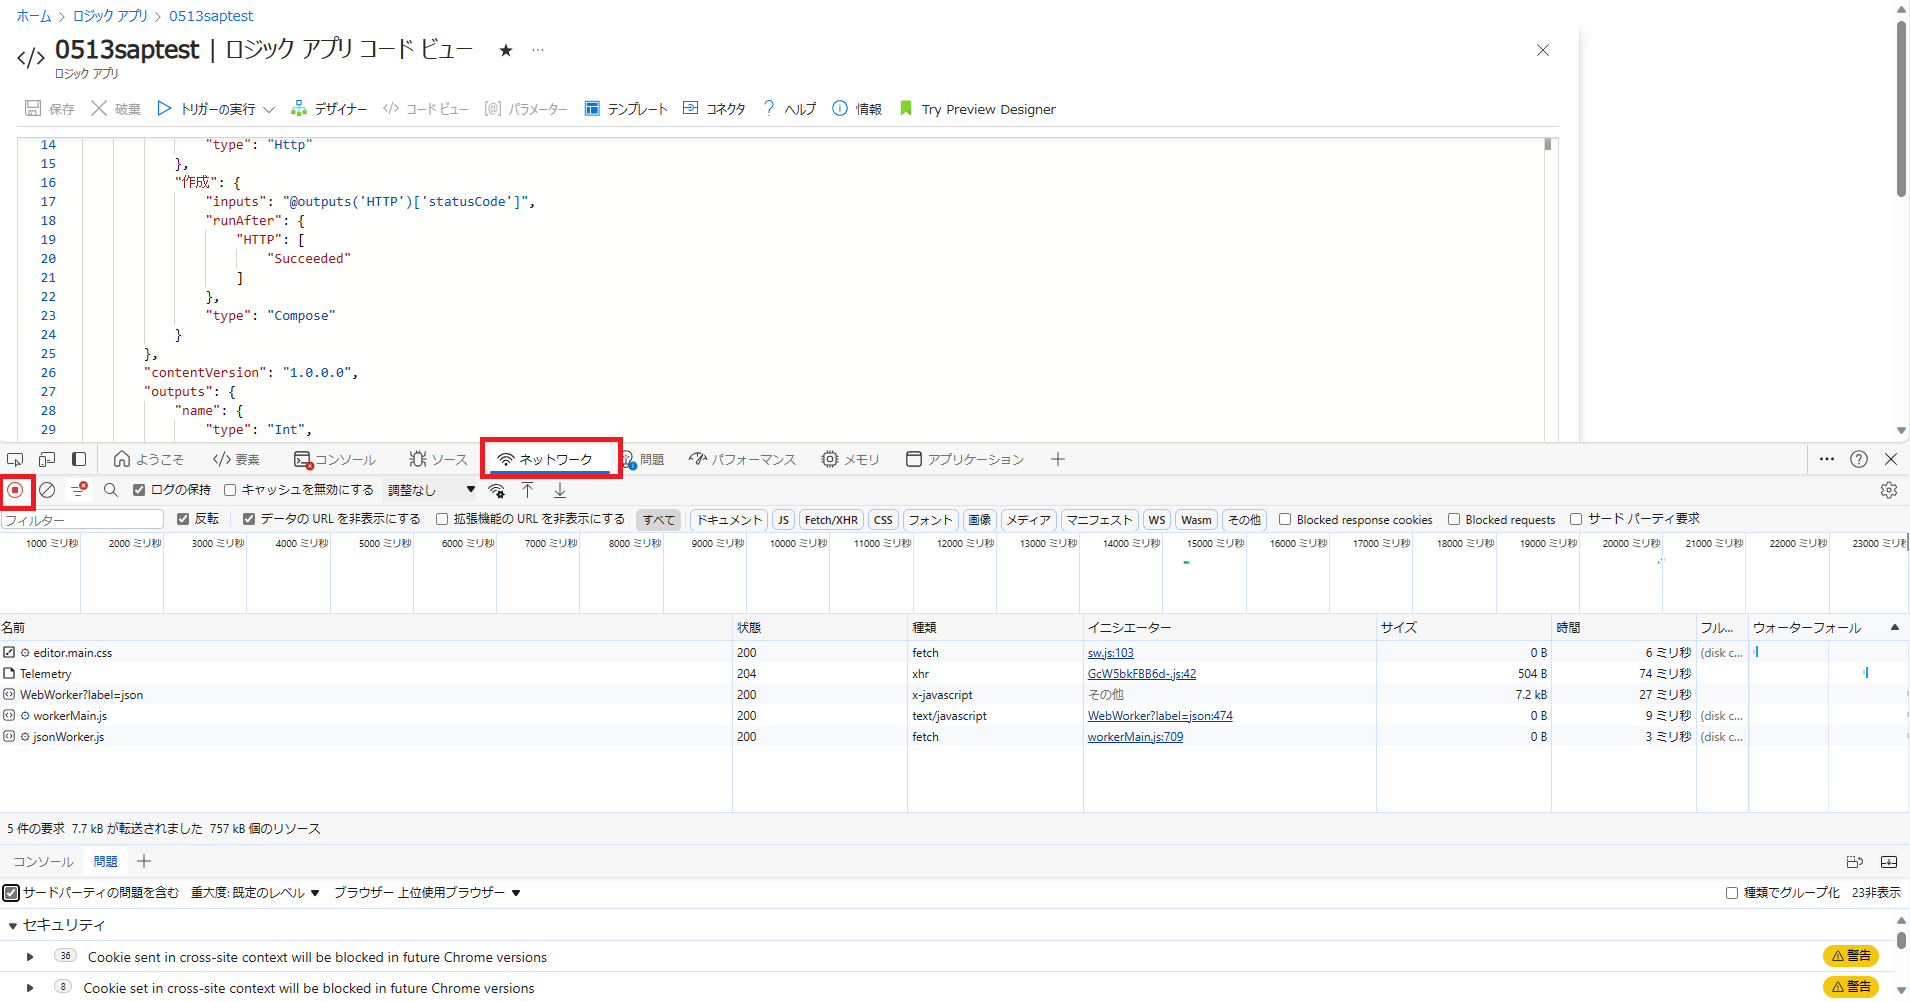 ホーム > ロジック アプリ > 0513saptest
0513saptest | ロジック アプリ コード ビュー ★ …
ロジック アプリ
保存 破棄 トリガーの実行 デザイナー </> コード ビュー [@] パラメーター テンプレート コネクタ ? ヘルプ 情報 Try Preview Designer
14 "type": "Http"
15 },
16 "作成": {
17 "inputs": "@outputs('HTTP')['statusCode']",
18 "runAfter": {
19 "HTTP": [
20 "Succeeded"
21 ]
22 },
23 "type": "Compose"
24 }
25 },
26 "contentVersion": "1.0.0.0",
27 "outputs": {
28 "name": {
29 "type": "Int",
ようこそ </> 要素 コンソール ソース ネットワーク 問題 パフォーマンス メモリ アプリケーション
ログの保持 キャッシュを無効にする 調整なし
フィルター 反転 データの URL を非表示にする 拡張機能の URL を非表示にする すべて ドキュメント JS Fetch/XHR CSS フォント 画像 メディア マニフェスト WS Wasm その他 Blocked response cookies Blocked requests サード パーティ要求
1000 ミリ秒 2000 ミリ秒 3000 ミリ秒 4000 ミリ秒 5000 ミリ秒 6000 ミリ秒 7000 ミリ秒 8000 ミリ秒 9000 ミリ秒 10000 ミリ秒 11000 ミリ秒 12000 ミリ秒 13000 ミリ秒 14000 ミリ秒 15000 ミリ秒 16000 ミリ秒 17000 ミリ秒 18000 ミリ秒 19000 ミリ秒 20000 ミリ秒 21000 ミリ秒 22000 ミリ秒 23000 ミリ
名前 状態 種類 イニシエーター サイズ 時間 フル... ウォーターフォール
editor.main.css 200 fetch sw.js:103 0 B 6 ミリ秒 (disk c...
Telemetry 204 xhr GcW5bkFBB6d-.js:42 504 B 74 ミリ秒
WebWorker?label=json 200 x-javascript その他 7.2 kB 27 ミリ秒
workerMain.js 200 text/javascript WebWorker?label=json:474 0 B 9 ミリ秒 (disk c...
jsonWorker.js 200 fetch workerMain.js:709 0 B 3 ミリ秒 (disk c...
5 件の要求 7.7 kB が転送されました 757 kB 個のリソース
コンソール 問題
サードパーティの問題を含む 重大度: 既定のレベル ▼ ブラウザー 上位使用ブラウザー ▼ 種類でグループ化 23非表示
セキュリティ
36 Cookie sent in cross-site context will be blocked in future Chrome versions 警告
8 Cookie set in cross-site context will be blocked in future Chrome versions 警告